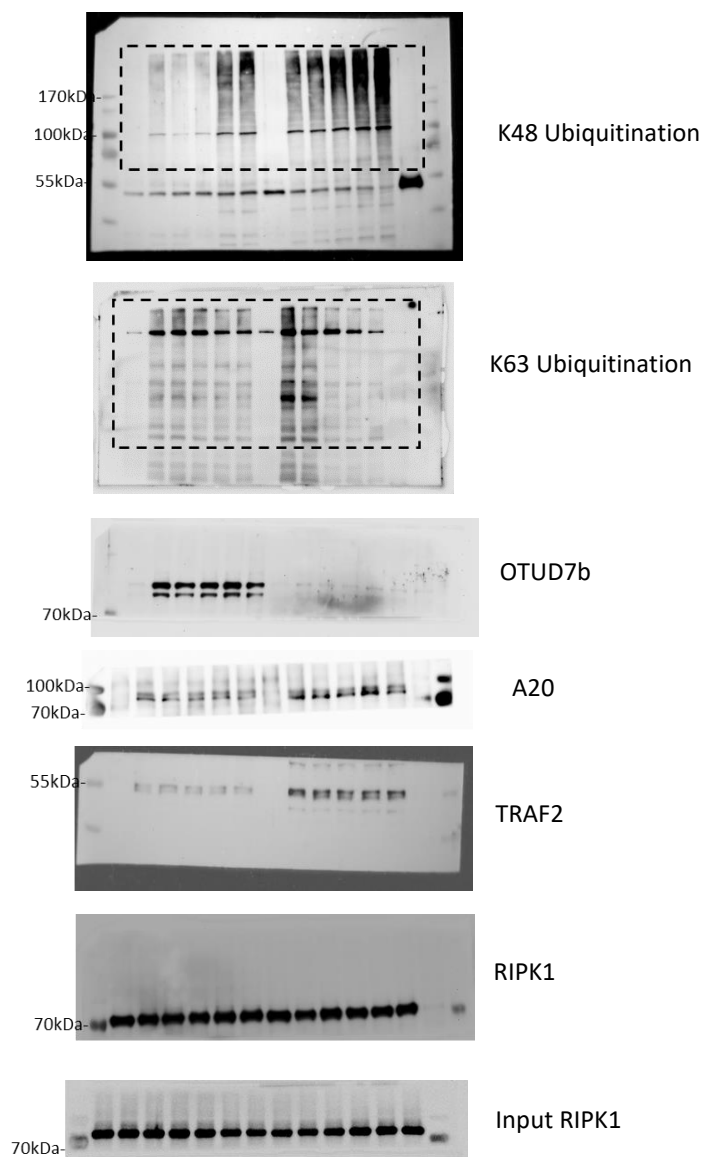 170kDa-
100kDa-
K48 Ubiquitination
55kDa-
K63 Ubiquitination
OTUD7b
70kDa-
100kDa-
A20
70kDa-
55kDa-
TRAF2
RIPK1
70kDa-
Input RIPK1
70kDa-